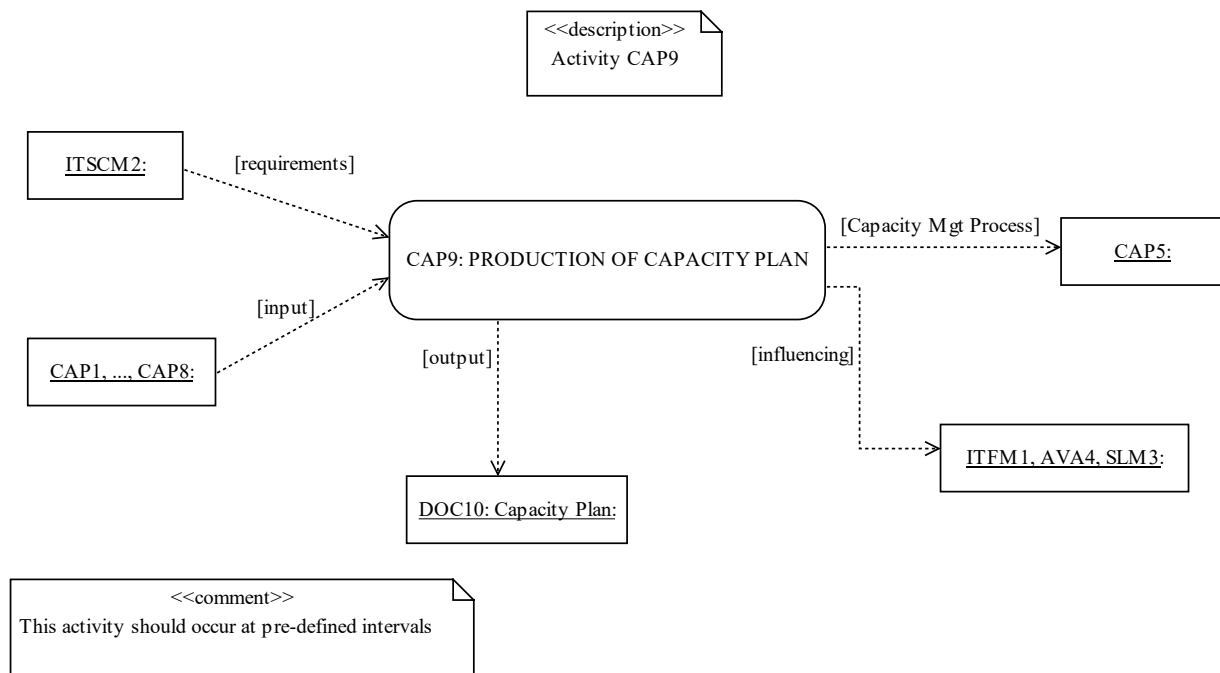 <<description>>
Activity CAP9
ITSCM2:
[requirements]
CAP9: PRODUCTION OF CAPACITY PLAN
[Capacity Mgt Process]
CAP5:
[input]
CAP1, ..., CAP8:
[output]
[influencing]
ITFM1, AVA4, SLM3:
DOC10: Capacity Plan:
<<comment>>
This activity should occur at pre-defined intervals